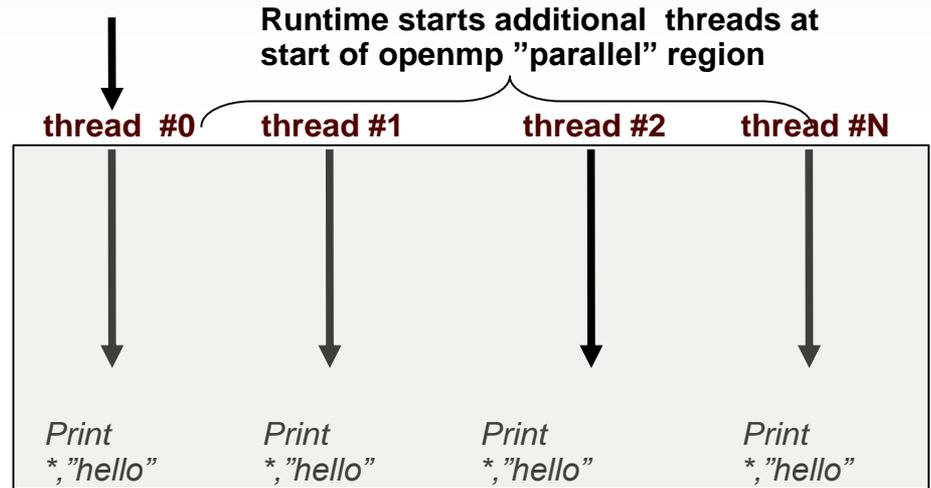 Runtime starts additional threads at
start of openmp ”parallel” region
thread #0 thread #1 thread #2 thread #N
Print Print Print Print
*,”hello” *,”hello” *,”hello” *,”hello”